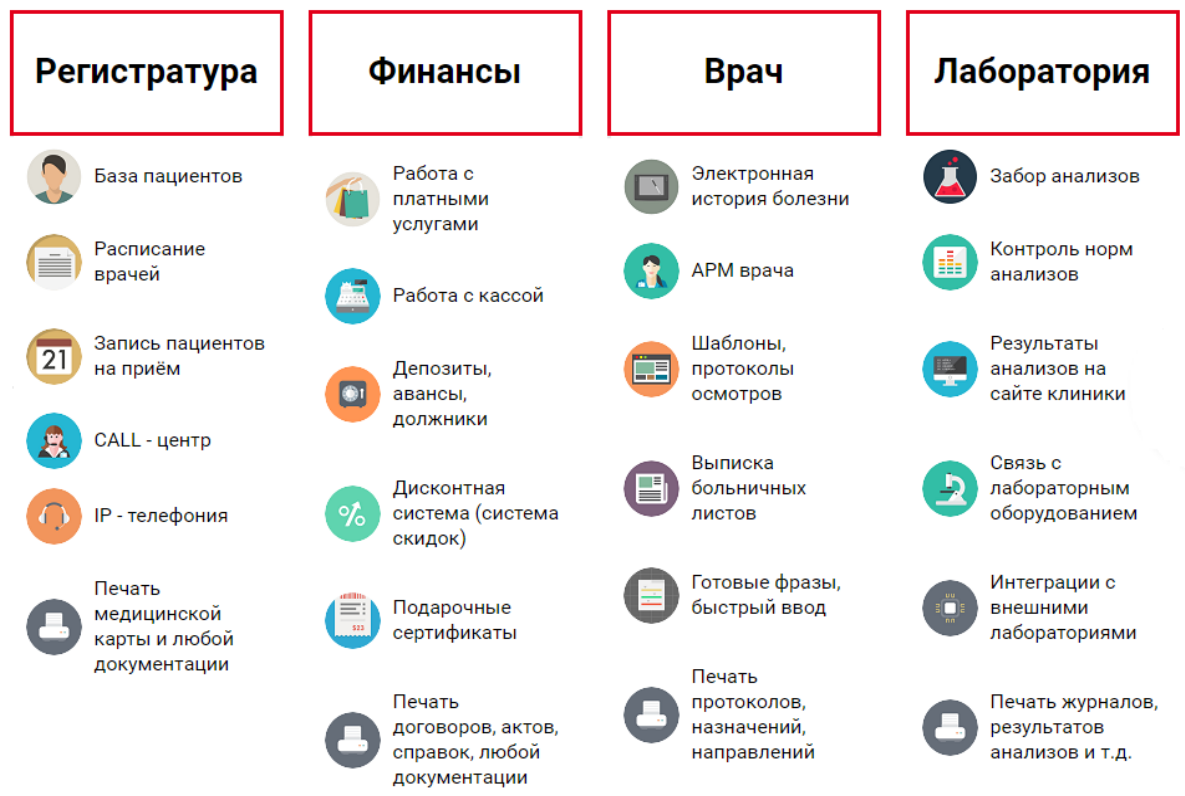 Регистратура
База пациентов
Расписание
врачей
21
Запись пациентов
на приём
CALL - центр
IP - телефония
Печать
медицинской
карты и любой
документации
Финансы
Работа с
платными
услугами
Работа с кассой
Депозиты,
авансы,
должники
%
Дисконтная
система (система
скидок)
$23
Подарочные
сертификаты
Печать
договоров, актов,
справок, любой
документации
Врач
Электронная
история болезни
АРМ врача
Шаблоны,
протоколы
осмотров
Выписка
больничных
листов
Готовые фразы,
быстрый ввод
Печать
протоколов,
назначений,
направлений
Лаборатория
Забор анализов
Контроль норм
анализов
Результаты
анализов на
сайте клиники
Связь с
лабораторным
оборудованием
Интеграции с
внешними
лабораториями
Печать журналов,
результатов
анализов и т.д.